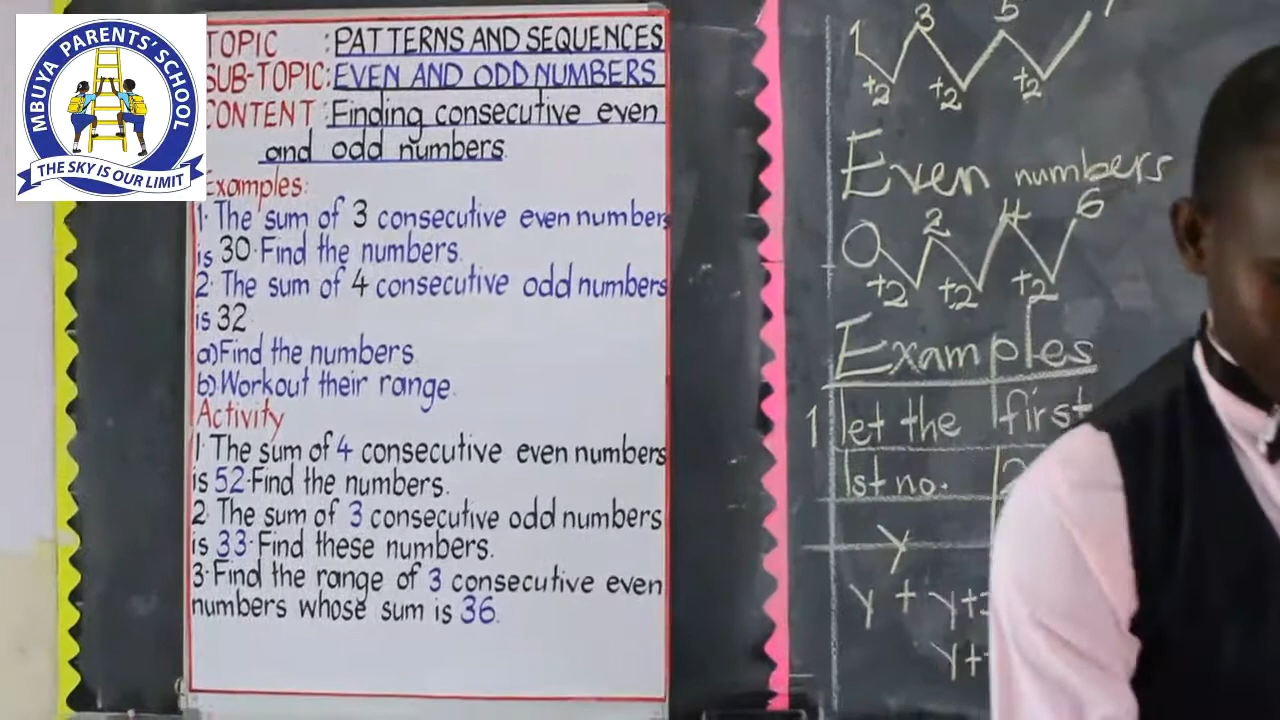 MBUYA PARENTS' SCHOOL
THE SKY IS OUR LIMIT
TOPIC : PATTERNS AND SEQUENCES
SUB-TOPIC: EVEN AND ODD NUMBERS
CONTENT : Finding consecutive even
and odd numbers.
Examples:
1. The sum of 3 consecutive even numbers
is 30. Find the numbers.
2. The sum of 4 consecutive odd numbers
is 32
a) Find the numbers.
b) Workout their range.
Activity
1. The sum of 4 consecutive even numbers
is 52. Find the numbers.
2. The sum of 3 consecutive odd numbers
is 33. Find these numbers.
3. Find the range of 3 consecutive even
numbers whose sum is 36.
1 3 5
+2 +2 +2
Even numbers
0 2 4 6
+2 +2 +2
Examples
1 let the first
1st no.
y
y + y+
y+